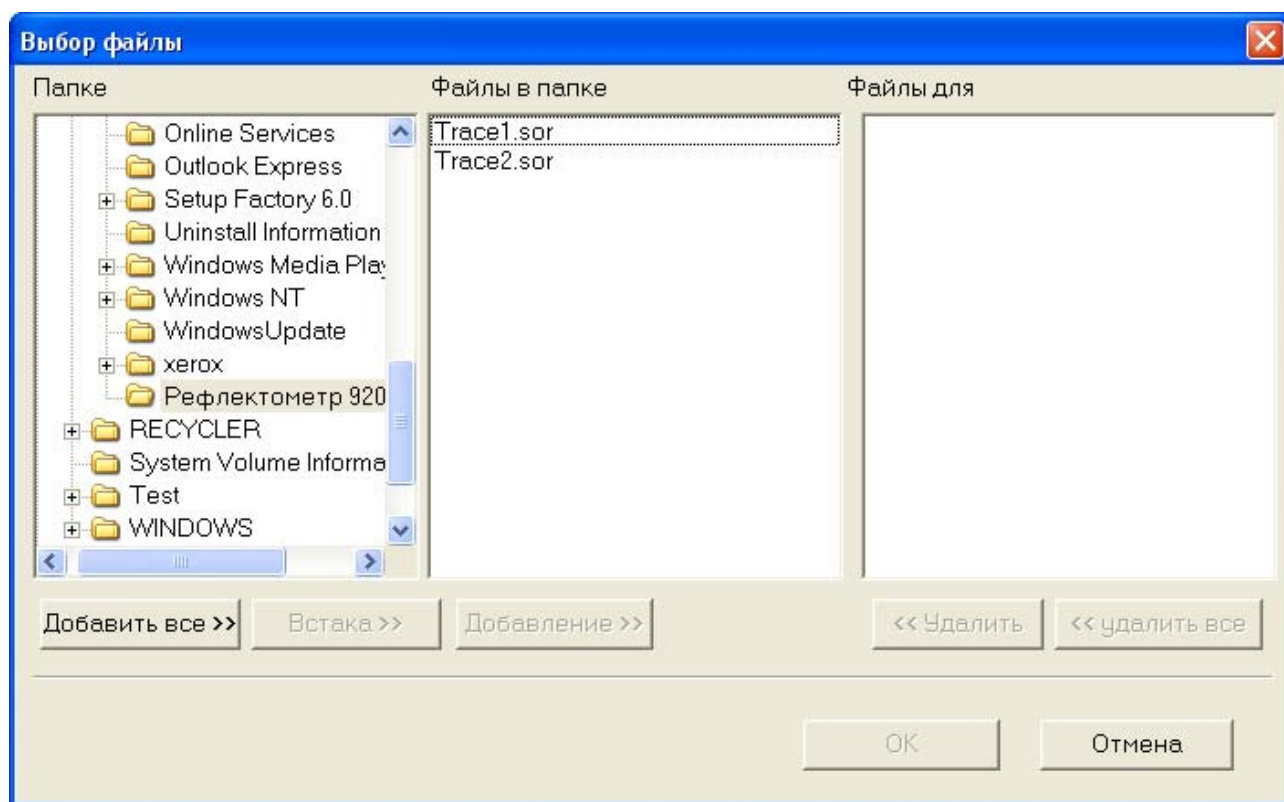 Выбор файлы
Папке
Файлы в папке
Файлы для
Online Services
Outlook Express
Setup Factory 6.0
Uninstall Information
Windows Media Play
Windows NT
WindowsUpdate
xerox
Рефлектометр 920
RECYCLER
System Volume Informa
Test
WINDOWS
Trace1.sor
Trace2.sor
Добавить все >>
Встака >>
Добавление >>
<< Удалить
<< удалить все
OK
Отмена